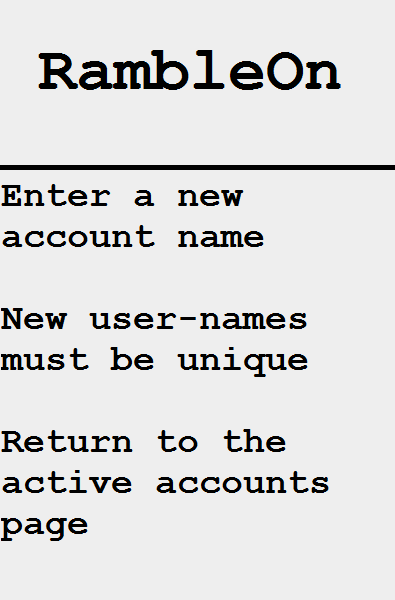 RambleOn
Enter a new
account name
New user-names
must be unique
Return to the
active accounts
page